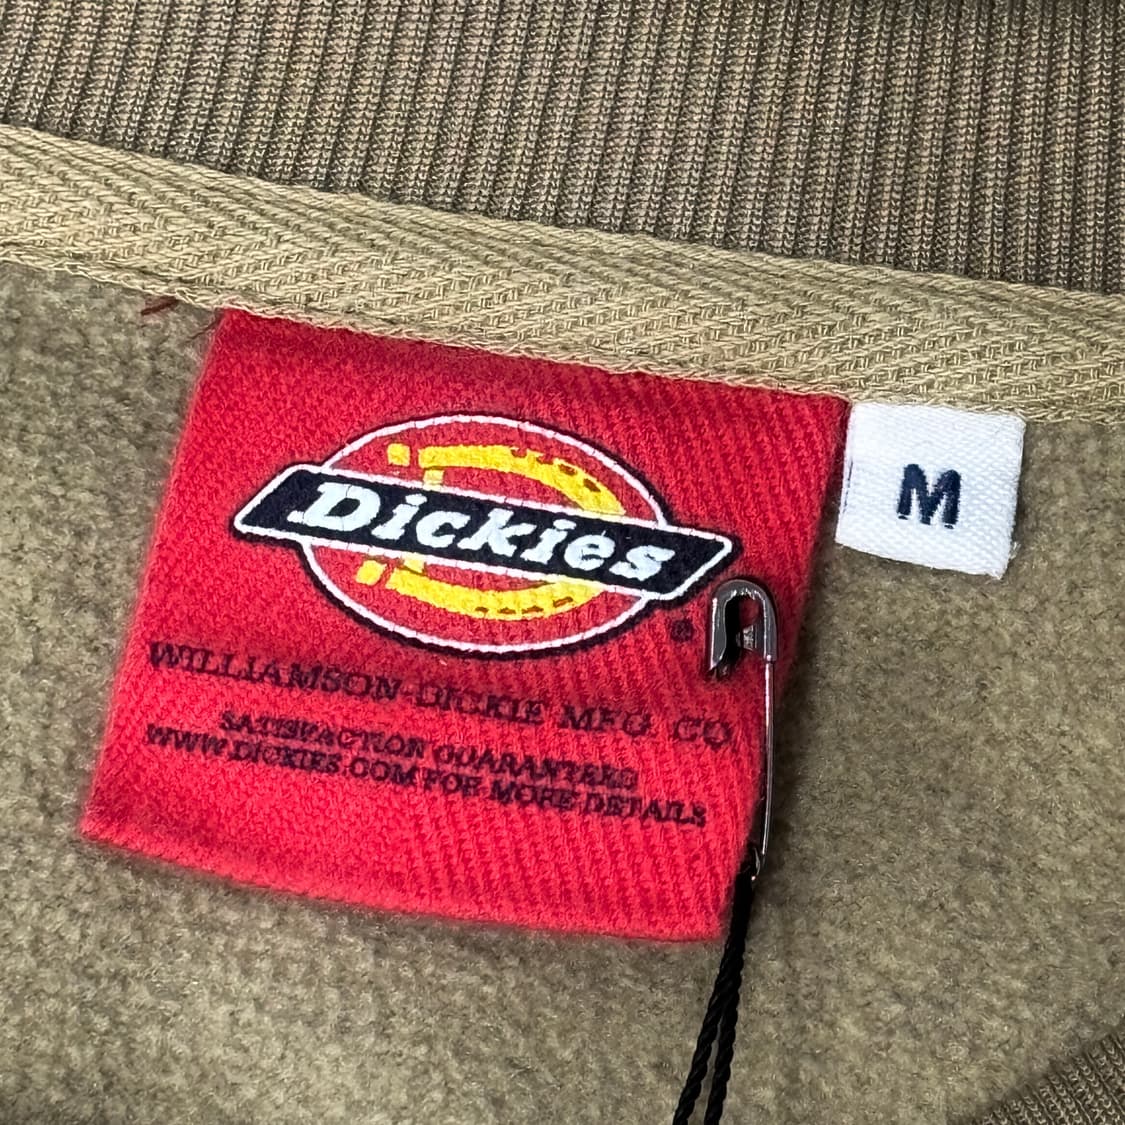 Dickies
®
M
WILLIAMSON-DICKIE MFG CO
SATISFACTION GUARANTEED
WWW.DICKIES.COM FOR MORE DETAILS